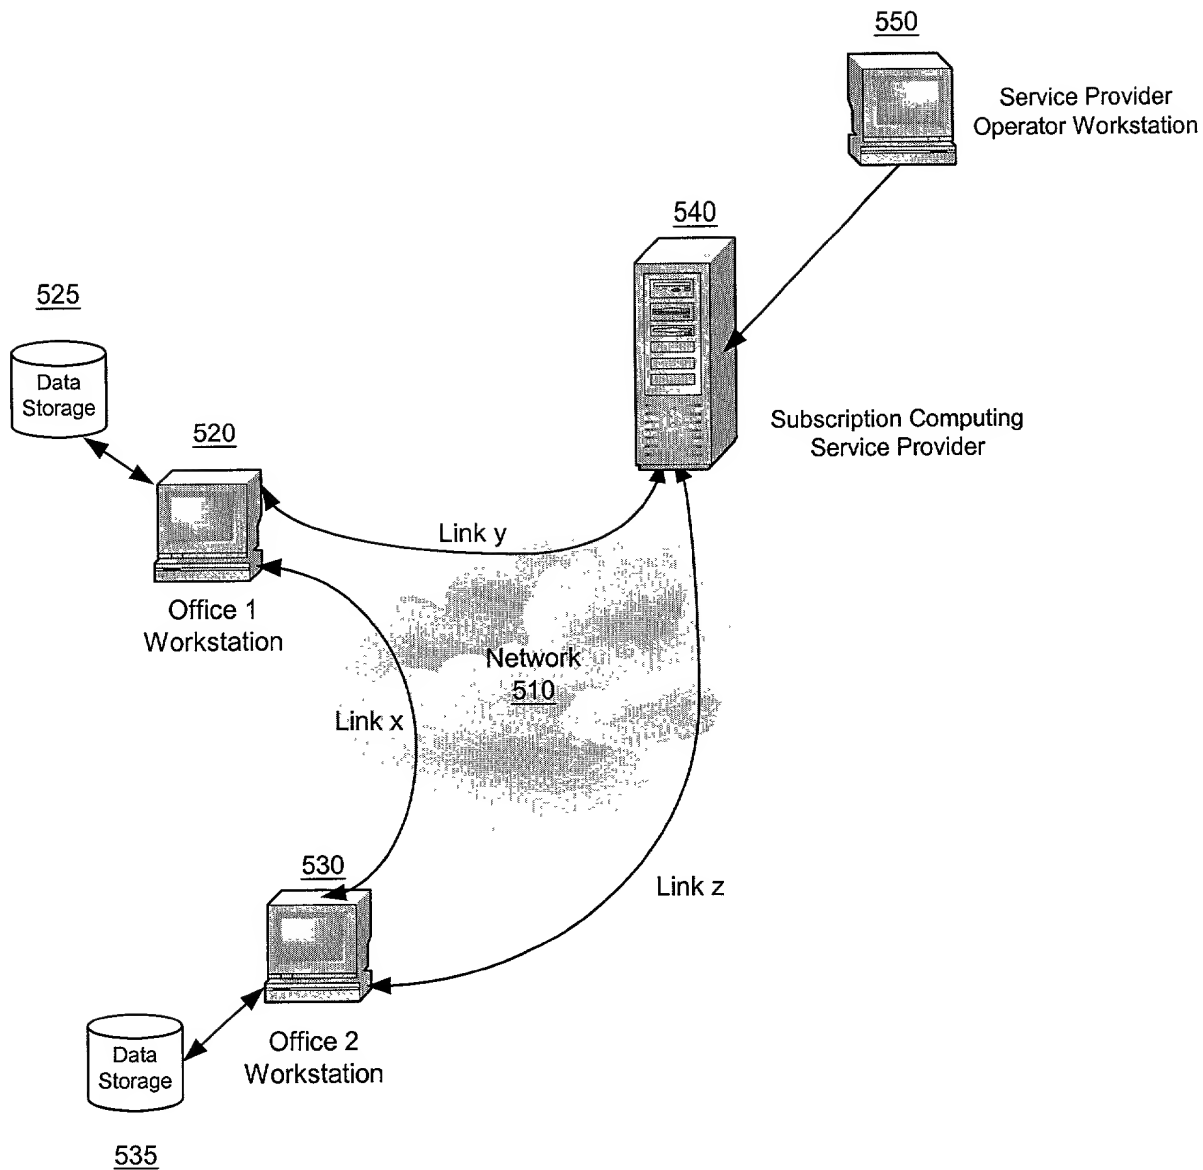 550
Service Provider
Operator Workstation
540
525
Data
Storage
520
Subscription Computing
Service Provider
Link y
Office 1
Workstation
Network
510
Link x
530
Link z
Office 2
Workstation
Data
Storage
535